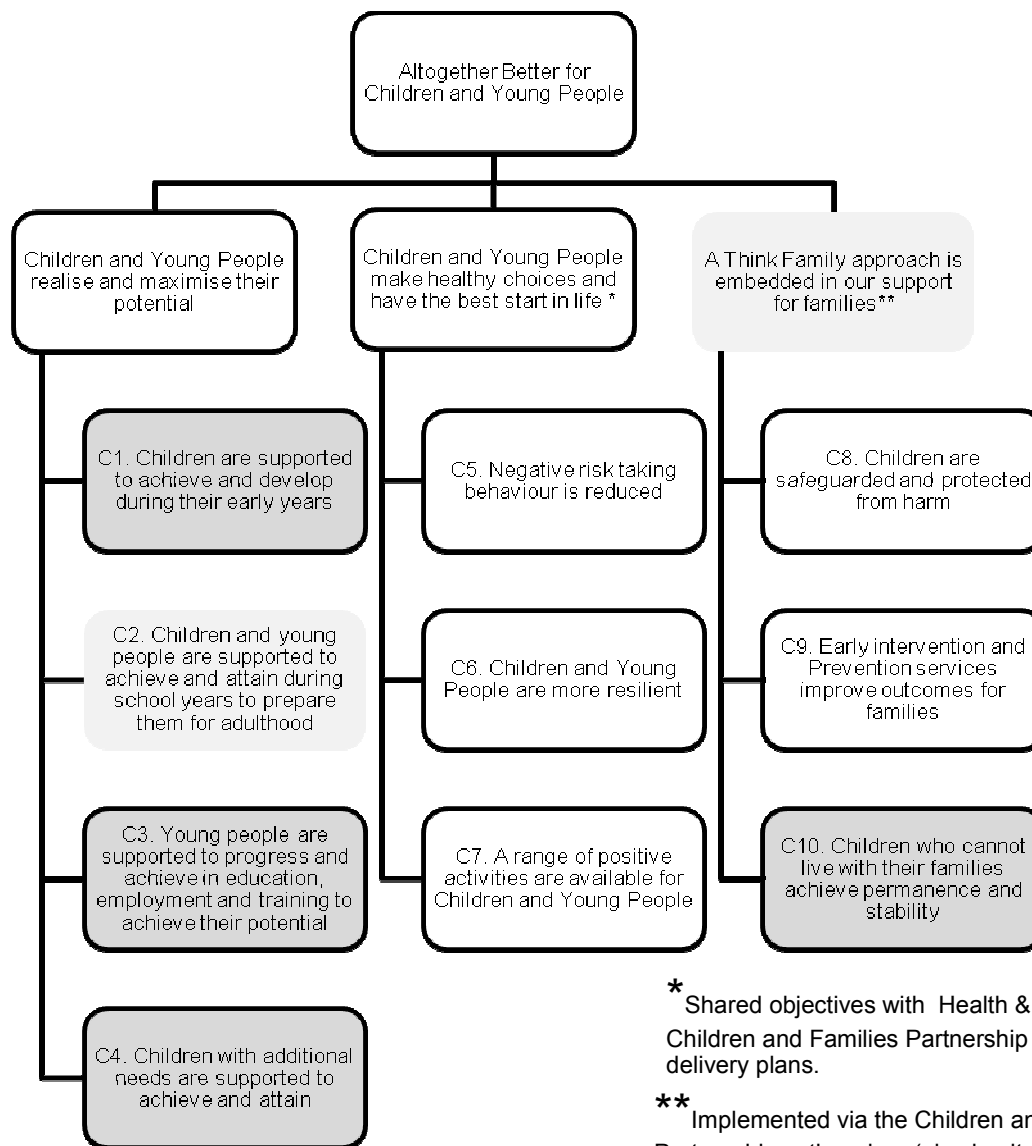 Altogether Better for
Children and Young People
Children and Young People
realise and maximise their
potential
Children and Young People
make healthy choices and
have the best start in life *
A Think Family approach is
embedded in our support
for families**
C1. Children are supported
to achieve and develop
during their early years
C2. Children and young
people are supported to
achieve and attain during
school years to prepare
them for adulthood
C3. Young people are
supported to progress and
achieve in education,
employment and training to
achieve their potential
C4. Children with additional
needs are supported to
achieve and attain
C5. Negative risk taking
behaviour is reduced
C6. Children and Young
People are more resilient
C7. A range of positive
activities are available for
Children and Young People
C8. Children are
safeguarded and protected
from harm
C9. Early intervention and
Prevention services
improve outcomes for
families
C10. Children who cannot
live with their families
achieve permanence and
stability
*Shared objectives with Health &
Children and Families Partnership
delivery plans.
**Implemented via the Children